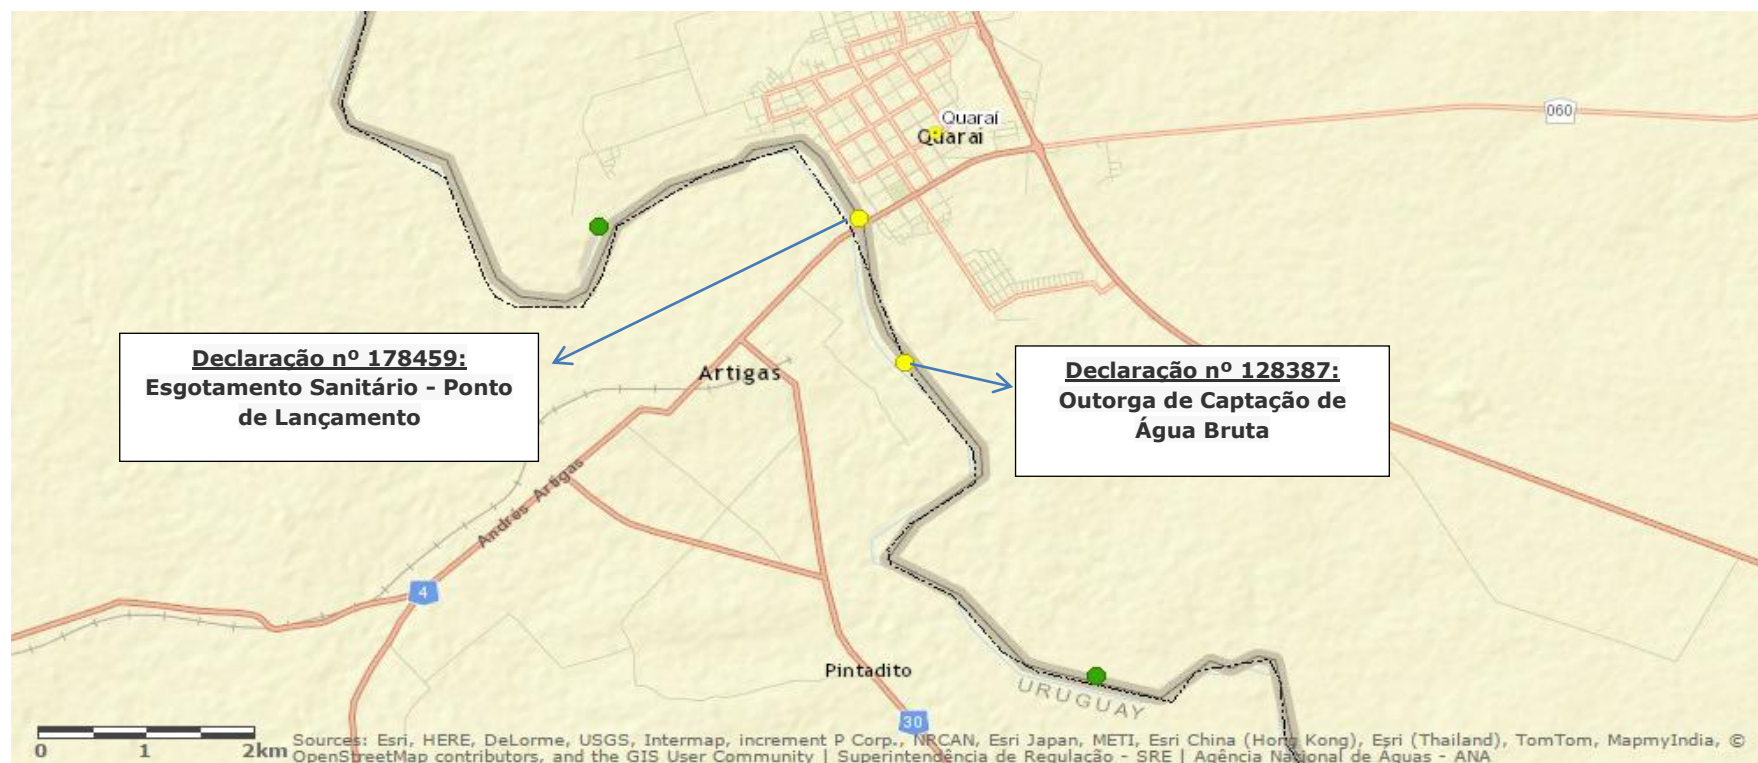 Quaraí
Quaraí
060
Declaração nº 178459:
Esgotamento Sanitário - Ponto
de Lançamento
Declaração nº 128387:
Outorga de Captação de
Água Bruta
Artigas
Andrés Artigas
4
Pintadito
URUGUAY
30
0 1 2km
Sources: Esri, HERE, DeLorme, USGS, Intermap, increment P Corp., NRCAN, Esri Japan, METI, Esri China (Hong Kong), Esri (Thailand), TomTom, MapmyIndia, ©
OpenStreetMap contributors, and the GIS User Community | Superintendência de Regulação - SRE | Agência Nacional de Águas - ANA